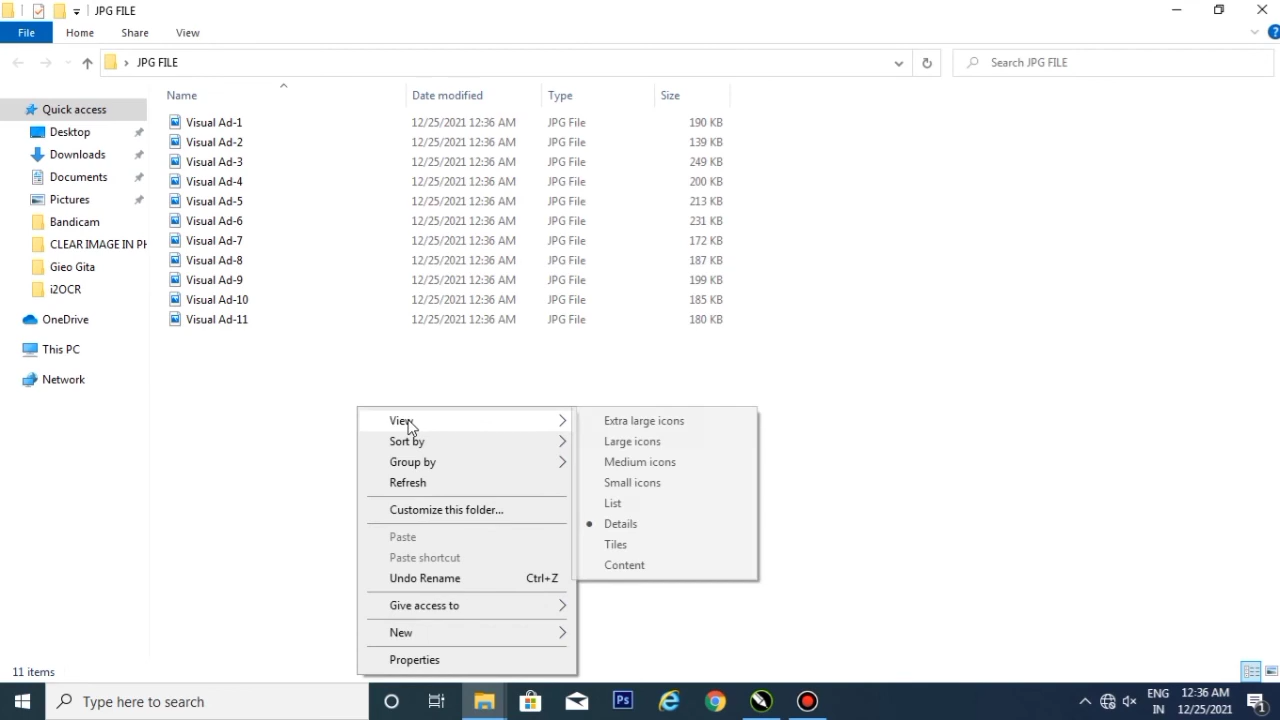 JPG FILE
File Home Share View
JPG FILE
Search JPG FILE
Name Date modified Type Size
Quick access
Desktop
Downloads
Documents
Pictures
Bandicam
CLEAR IMAGE IN PH
Gieo Gita
i2OCR
OneDrive
This PC
Network
Visual Ad-1 12/25/2021 12:36 AM JPG File 190 KB
Visual Ad-2 12/25/2021 12:36 AM JPG File 139 KB
Visual Ad-3 12/25/2021 12:36 AM JPG File 249 KB
Visual Ad-4 12/25/2021 12:36 AM JPG File 200 KB
Visual Ad-5 12/25/2021 12:36 AM JPG File 213 KB
Visual Ad-6 12/25/2021 12:36 AM JPG File 231 KB
Visual Ad-7 12/25/2021 12:36 AM JPG File 172 KB
Visual Ad-8 12/25/2021 12:36 AM JPG File 187 KB
Visual Ad-9 12/25/2021 12:36 AM JPG File 199 KB
Visual Ad-10 12/25/2021 12:36 AM JPG File 185 KB
Visual Ad-11 12/25/2021 12:36 AM JPG File 180 KB
View
Sort by
Group by
Refresh
Customize this folder...
Paste
Paste shortcut
Undo Rename Ctrl+Z
Give access to
New
Properties
Extra large icons
Large icons
Medium icons
Small icons
List
Details
Tiles
Content
11 items
Type here to search
Ps
ENG
IN
12:36 AM
12/25/2021
1